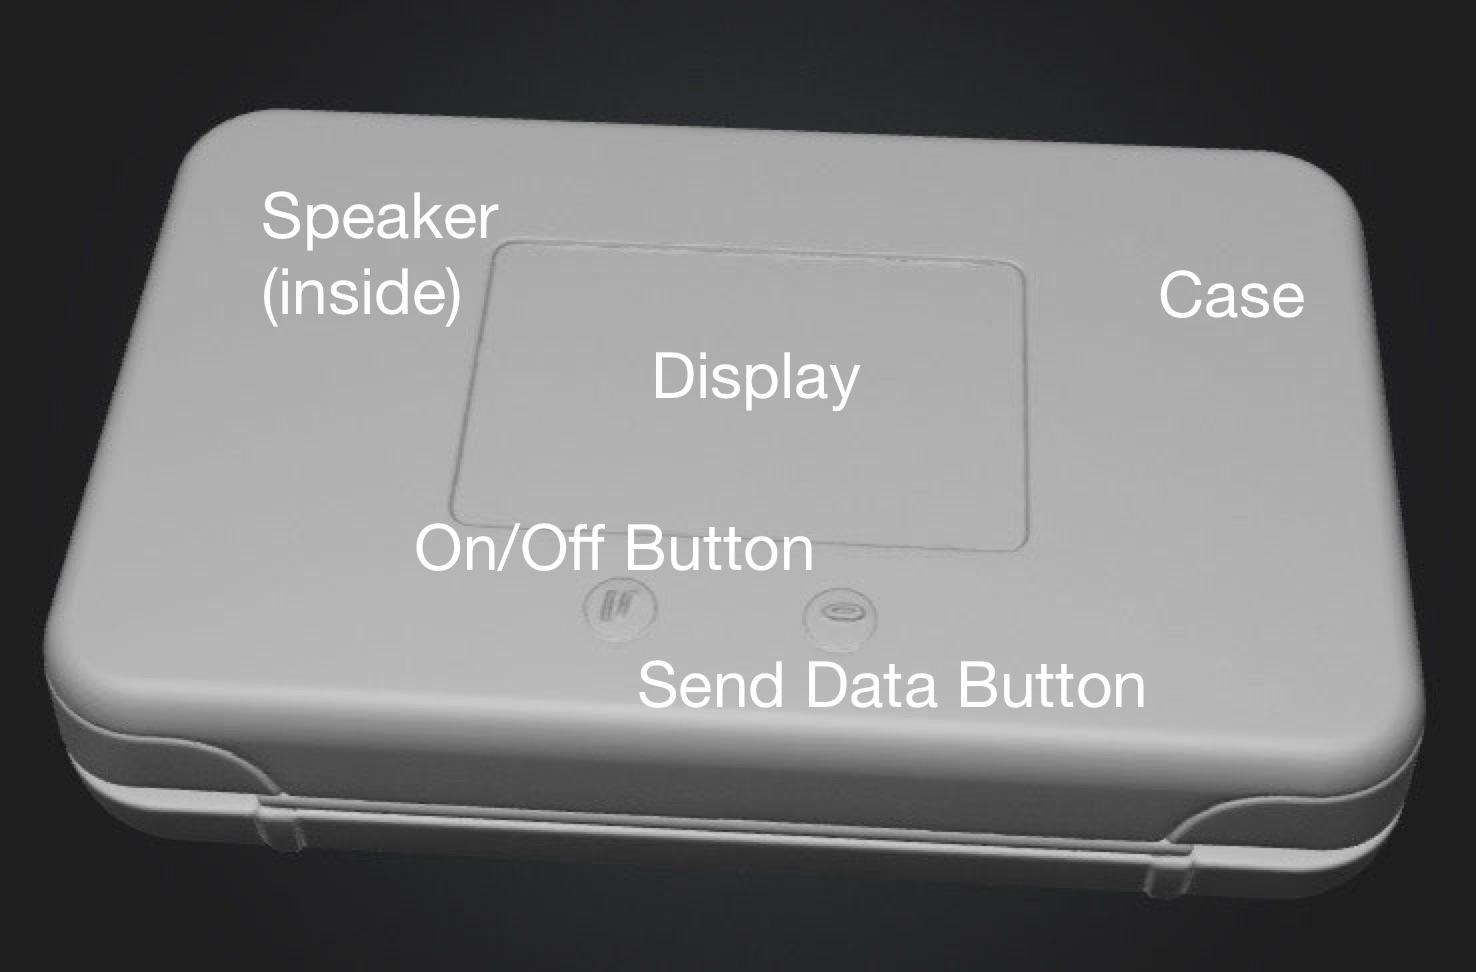 Speaker
(inside)
Case
Display
On/Off Button
Send Data Button